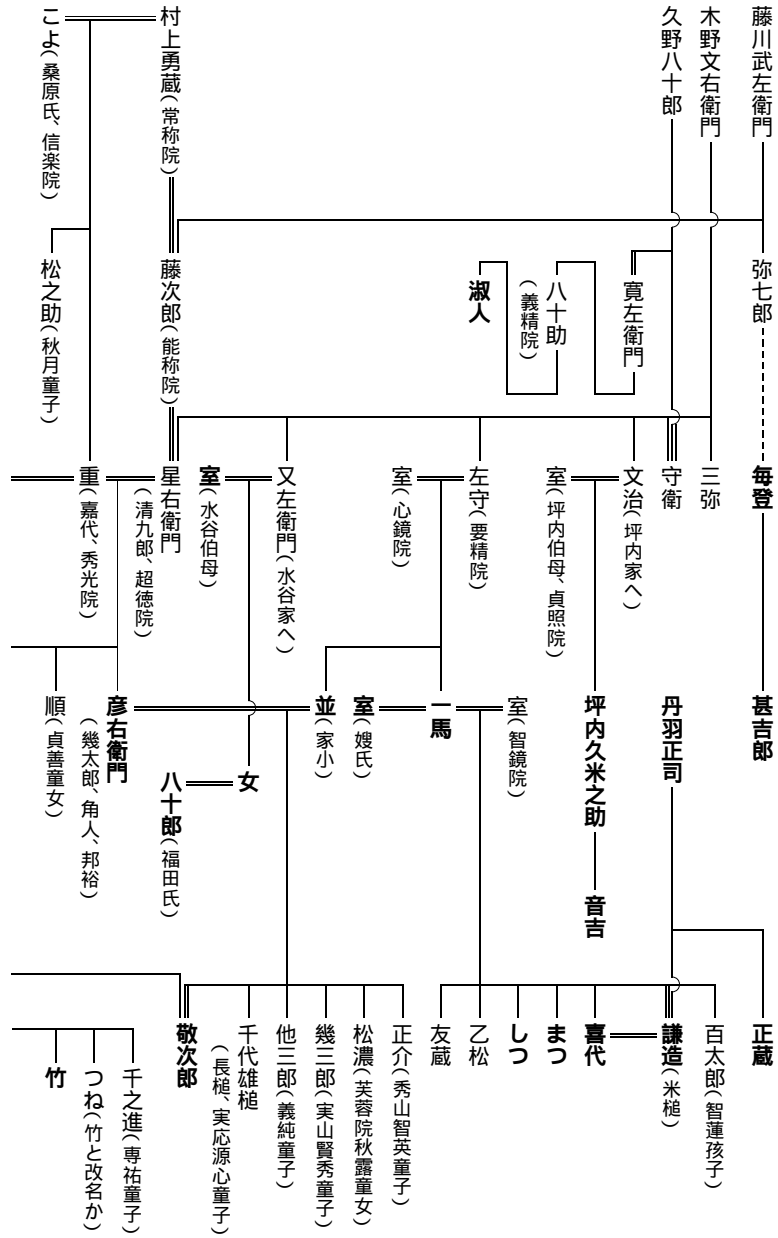 藤川武左衛門
木野文右衛門
久野八十郎
村上勇蔵(常称院)
こよ(桑原氏、信楽院)
弥七郎
寛左衛門
八十助
(義精院)
淑人
藤次郎(能称院)
松之助(秋月童子)
毎登
三弥
守衛
文治(坪内家へ)
室(坪内伯母、貞照院)
左守(要精院)
室(心鏡院)
又左衛門(水谷家へ)
室(水谷伯母)
星右衛門
(清九郎、超徳院)
重(嘉代、秀光院)
甚吉郎
丹羽正司
坪内久米之助
室(智鏡院)
一馬
室(嫂氏)
並(家小)
女
八十郎(福田氏)
彦右衛門
(幾太郎、角人、邦裕)
順(貞善童女)
音吉
正蔵
百太郎(智蓮孩子)
謙造(米槌)
喜代
まつ
しつ
乙松
友蔵
正介(秀山智英童子)
松濃(芙蓉院秋露童女)
幾三郎(実山賢秀童子)
他三郎(義純童子)
千代雄槌
(長槌、実応源心童子)
敬次郎
千之進(専祐童子)
つね(竹と改名か)
竹